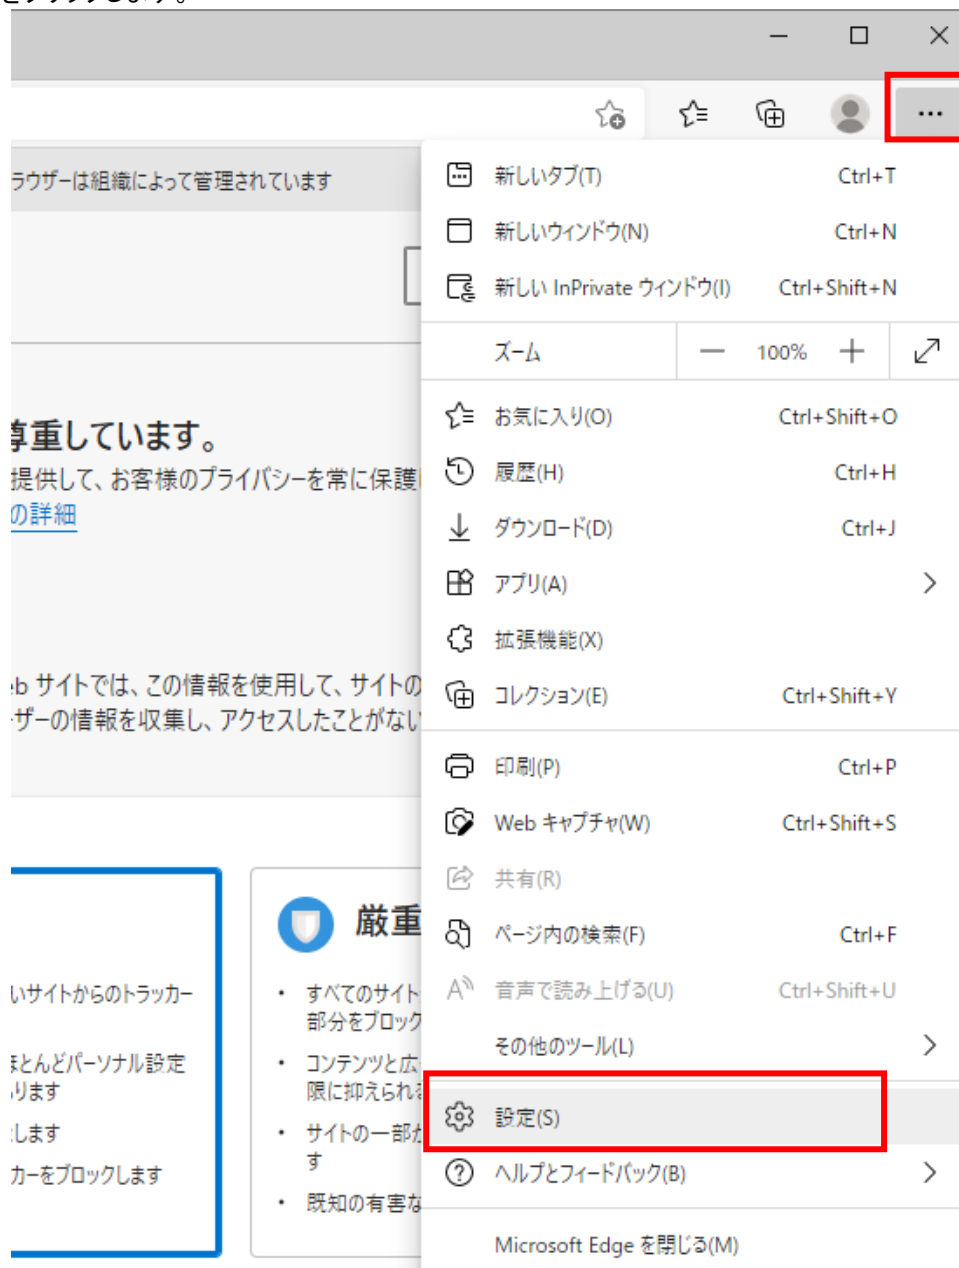 をクリックします。
ラウザーは組織によって管理されています
尊重しています。
提供して、お客様のプライバシーを常に保護
の詳細
eb サイトでは、この情報を使用して、サイトの
ーザーの情報を収集し、アクセスしたことがない
いサイトからのトラッカー
ほとんどパーソナル設定
ります
します
カーをブロックします
厳重
• すべてのサイト
部分をブロック
• コンテンツと広
限に抑えられ
• サイトの一部が
す
• 既知の有害な
新しいタブ(T) Ctrl+T
新しいウィンドウ(N) Ctrl+N
新しい InPrivate ウィンドウ(I) Ctrl+Shift+N
ズーム — 100% +
お気に入り(O) Ctrl+Shift+O
履歴(H) Ctrl+H
ダウンロード(D) Ctrl+J
アプリ(A)
拡張機能(X)
コレクション(E) Ctrl+Shift+Y
印刷(P) Ctrl+P
Web キャプチャ(W) Ctrl+Shift+S
共有(R)
ページ内の検索(F) Ctrl+F
音声で読み上げる(U) Ctrl+Shift+U
その他のツール(L)
設定(S)
ヘルプとフィードバック(B)
Microsoft Edge を閉じる(M)